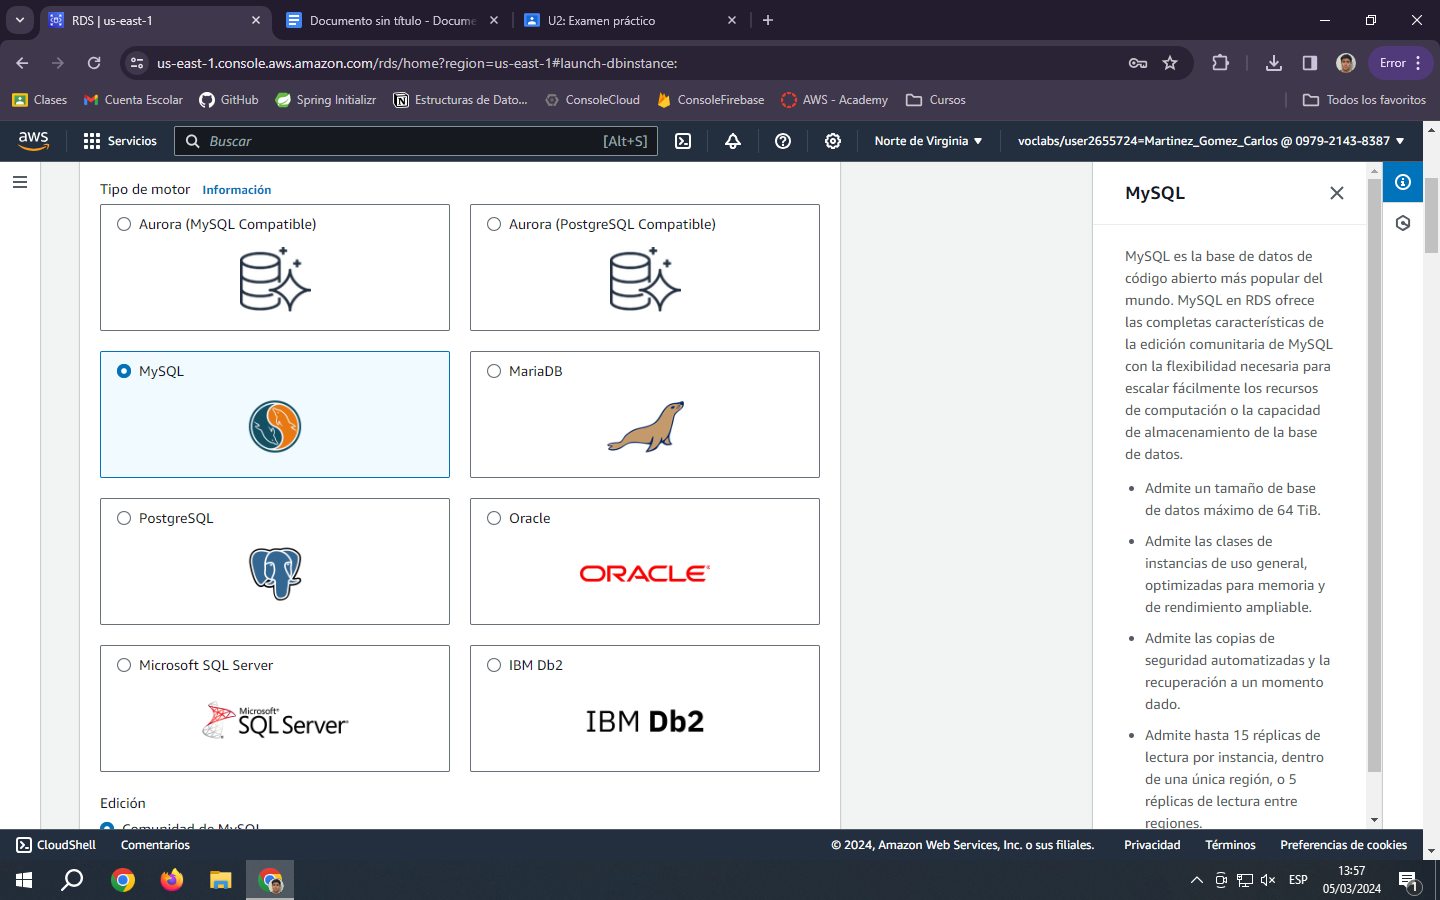 RDS | us-east-1
Documento sin título - Docume
U2: Examen práctico
us-east-1.console.aws.amazon.com/rds/home?region=us-east-1#launch-dbinstance:
Error
Clases
Cuenta Escolar
GitHub
Spring Initializr
Estructuras de Dato...
ConsoleCloud
ConsoleFirebase
AWS - Academy
Cursos
Todos los favoritos
aws
Servicios
Buscar
[Alt+S]
Norte de Virginia
voclabs/user2655724=Martinez_Gomez_Carlos @ 0979-2143-8387
Tipo de motor Información
Aurora (MySQL Compatible)
Aurora (PostgreSQL Compatible)
MySQL
MariaDB
PostgreSQL
Oracle
ORACLE
Microsoft SQL Server
Microsoft
SQL Server
IBM Db2
IBM Db2
Edición
Comunidad de MySQL
MySQL
MySQL es la base de datos de
código abierto más popular del
mundo. MySQL en RDS ofrece
las completas características de
la edición comunitaria de MySQL
con la flexibilidad necesaria para
escalar fácilmente los recursos
de computación o la capacidad
de almacenamiento de la base
de datos.
• Admite un tamaño de base
de datos máximo de 64 TiB.
• Admite las clases de
instancias de uso general,
optimizadas para memoria y
de rendimiento ampliable.
• Admite las copias de
seguridad automatizadas y la
recuperación a un momento
dado.
• Admite hasta 15 réplicas de
lectura por instancia, dentro
de una única región, o 5
réplicas de lectura entre
regiones.
CloudShell
Comentarios
© 2024, Amazon Web Services, Inc. o sus filiales.
Privacidad
Términos
Preferencias de cookies
ESP
13:57
05/03/2024
1